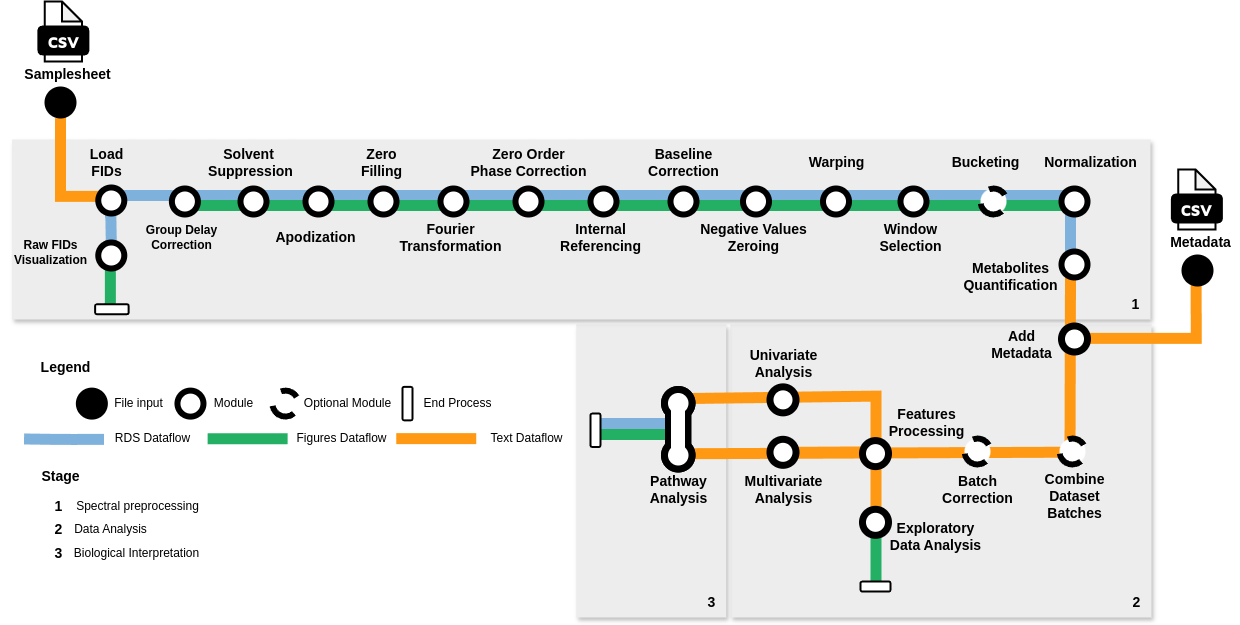 CSV
Samplesheet
Load
FIDs
Solvent
Suppression
Zero
Filling
Zero Order
Phase Correction
Baseline
Correction
Warping
Bucketing
Normalization
CSV
Metadata
Raw FIDs
Visualization
Group Delay
Correction
Apodization
Fourier
Transformation
Internal
Referencing
Negative Values
Zeroing
Window
Selection
Metabolites
Quantification
1
Add
Metadata
Legend
File input
Module
Optional Module
End Process
RDS Dataflow
Figures Dataflow
Text Dataflow
Stage
1 Spectral preprocessing
2 Data Analysis
3 Biological Interpretation
Univariate
Analysis
Features
Processing
Pathway
Analysis
Multivariate
Analysis
Batch
Correction
Combine
Dataset
Batches
Exploratory
Data Analysis
3
2